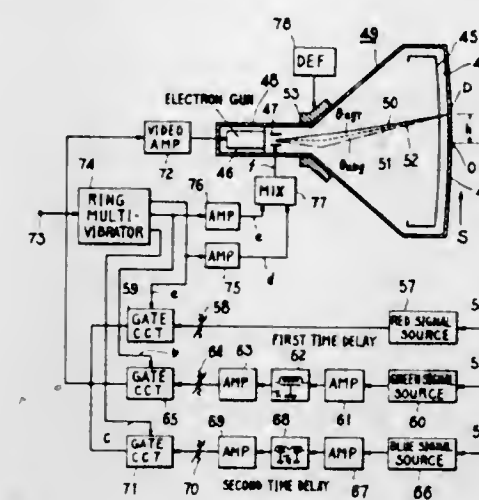 78
49
45
DEF
ELECTRON GUN
48
47
53
50
D
h
VIDEO AMP
72
46
f
52
51
O
74
76
MIX
77
S
RING MULTI-VIBRATOR
AMP
e
73
AMP
d
75
59
a
58
57
GATE CCT
RED SIGNAL SOURCE
FIRST TIME DELAY
b
64
63
62
GATE CCT
AMP
AMP
GREEN SIGNAL SOURCE
65
61
60
c
69
68
GATE CCT
AMP
AMP
BLUE SIGNAL SOURCE
71
70
SECOND TIME DELAY
67
66